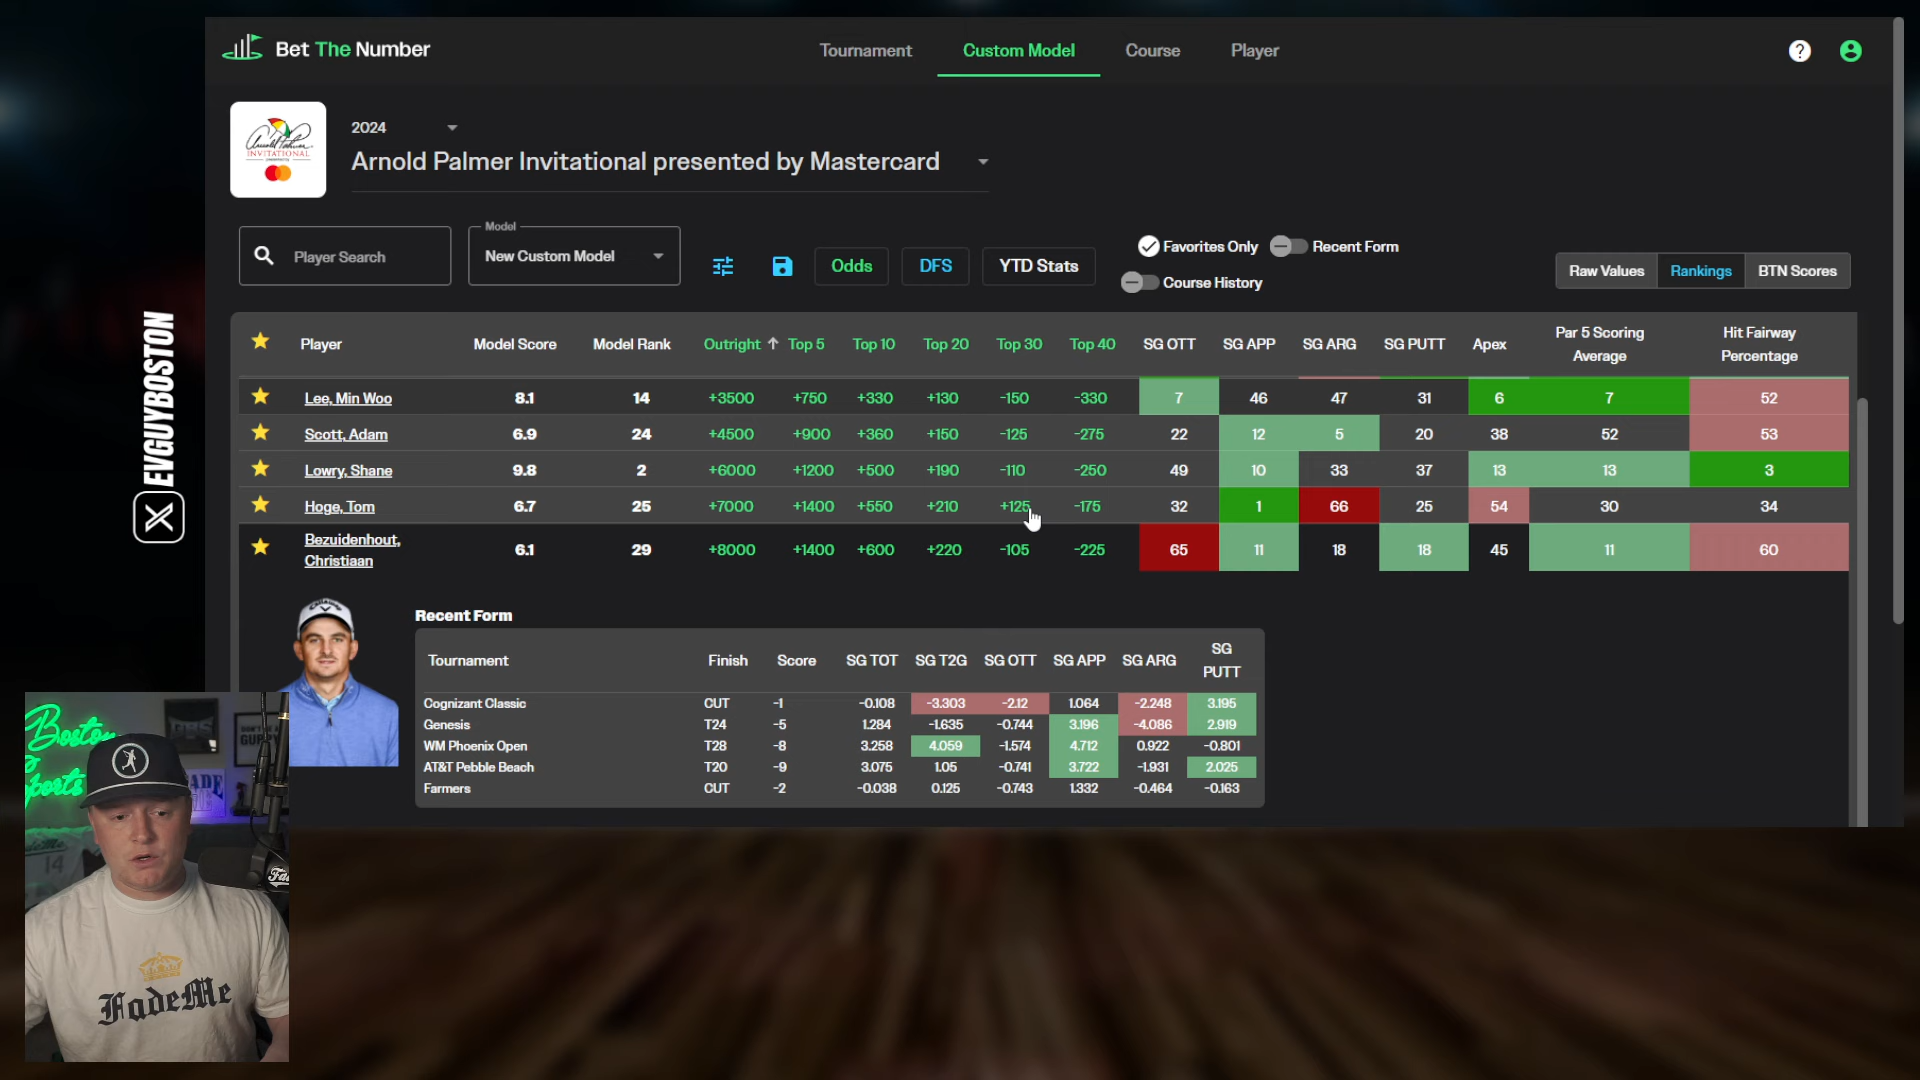 Bet The Number
Tournament
Custom Model
Course
Player
?
Arnold Palmer
INVITATIONAL
2024
Arnold Palmer Invitational presented by Mastercard
Player Search
Model
New Custom Model
Odds
DFS
YTD Stats
Favorites Only
Recent Form
Course History
Raw Values
Rankings
BTN Scores
Player Model Score Model Rank Outright Top 5 Top 10 Top 20 Top 30 Top 40 SG OTT SG APP SG ARG SG PUTT Apex Par 5 Scoring Average Hit Fairway Percentage
Lee, Min Woo 8.1 14 +3500 +750 +330 +130 -150 -330 7 46 47 31 6 7 52
Scott, Adam 6.9 24 +4500 +900 +360 +150 -125 -275 22 12 5 20 38 52 53
Lowry, Shane 9.8 2 +6000 +1200 +500 +190 -110 -250 49 10 33 37 13 13 3
Hoge, Tom 6.7 25 +7000 +1400 +550 +210 +125 -175 32 1 66 25 54 30 34
Bezuidenhout, Christiaan 6.1 29 +8000 +1400 +600 +220 -105 -225 65 11 18 18 45 11 60
Recent Form
Tournament Finish Score SG TOT SG T2G SG OTT SG APP SG ARG SG PUTT
Cognizant Classic CUT -1 -0.108 -3.303 -2.12 1.064 -2.248 3.195
Genesis T24 -5 1.284 -1.635 -0.744 3.196 -4.086 2.919
WM Phoenix Open T28 -8 3.258 4.059 -1.574 4.712 0.922 -0.801
AT&T Pebble Beach T20 -9 3.075 1.05 -0.741 3.722 -1.931 2.025
Farmers CUT -2 -0.038 0.125 -0.743 1.332 -0.464 -0.163
X EVGUYBOSTON
Boston
Sports
14
FadeMe